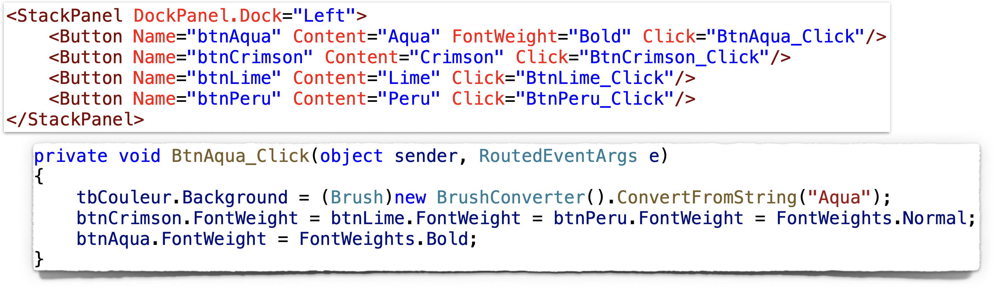 <StackPanel DockPanel.Dock="Left">
    <Button Name="btnAqua" Content="Aqua" FontWeight="Bold" Click="BtnAqua_Click"/>
    <Button Name="btnCrimson" Content="Crimson" Click="BtnCrimson_Click"/>
    <Button Name="btnLime" Content="Lime" Click="BtnLime_Click"/>
    <Button Name="btnPeru" Content="Peru" Click="BtnPeru_Click"/>
</StackPanel>
private void BtnAqua_Click(object sender, RoutedEventArgs e)
{
    tbCouleur.Background = (Brush)new BrushConverter().ConvertFromString("Aqua");
    btnCrimson.FontWeight = btnLime.FontWeight = btnPeru.FontWeight = FontWeights.Normal;
    btnAqua.FontWeight = FontWeights.Bold;
}